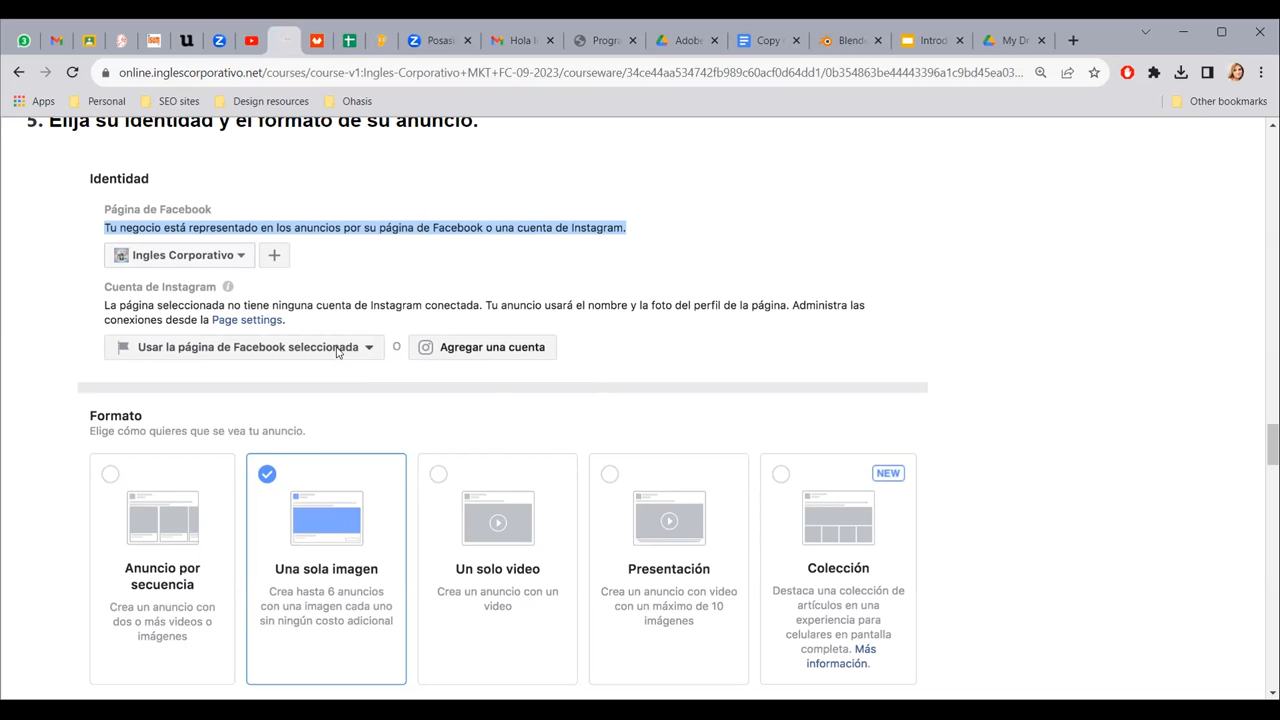 3
Posasi
Hola I
Progra
Adobe
Copy
Blende
Introd
My Dr
online.inglescorporativo.net/courses/course-v1:Ingles-Corporativo+MKT+FC-09-2023/courseware/34ce44aa534742fb989c60acf0d64dd1/0b354863be44443396a1c9bd45ea03...
Apps Personal SEO sites Design resources Ohasis Other bookmarks
5. Elija su identidad y el formato de su anuncio.
Identidad
Página de Facebook
Tu negocio está representado en los anuncios por su página de Facebook o una cuenta de Instagram.
Ingles Corporativo
Cuenta de Instagram
La página seleccionada no tiene ninguna cuenta de Instagram conectada. Tu anuncio usará el nombre y la foto del perfil de la página. Administra las
conexiones desde la Page settings.
Usar la página de Facebook seleccionada O Agregar una cuenta
Formato
Elige cómo quieres que se vea tu anuncio.
Anuncio por
secuencia
Crea un anuncio con
dos o más videos o
imágenes
Una sola imagen
Crea hasta 6 anuncios
con una imagen cada uno
sin ningún costo adicional
Un solo video
Crea un anuncio con un
video
Presentación
Crea un anuncio con video
con un máximo de 10
imágenes
NEW
Colección
Destaca una colección de
artículos en una
experiencia para
celulares en pantalla
completa. Más
información.